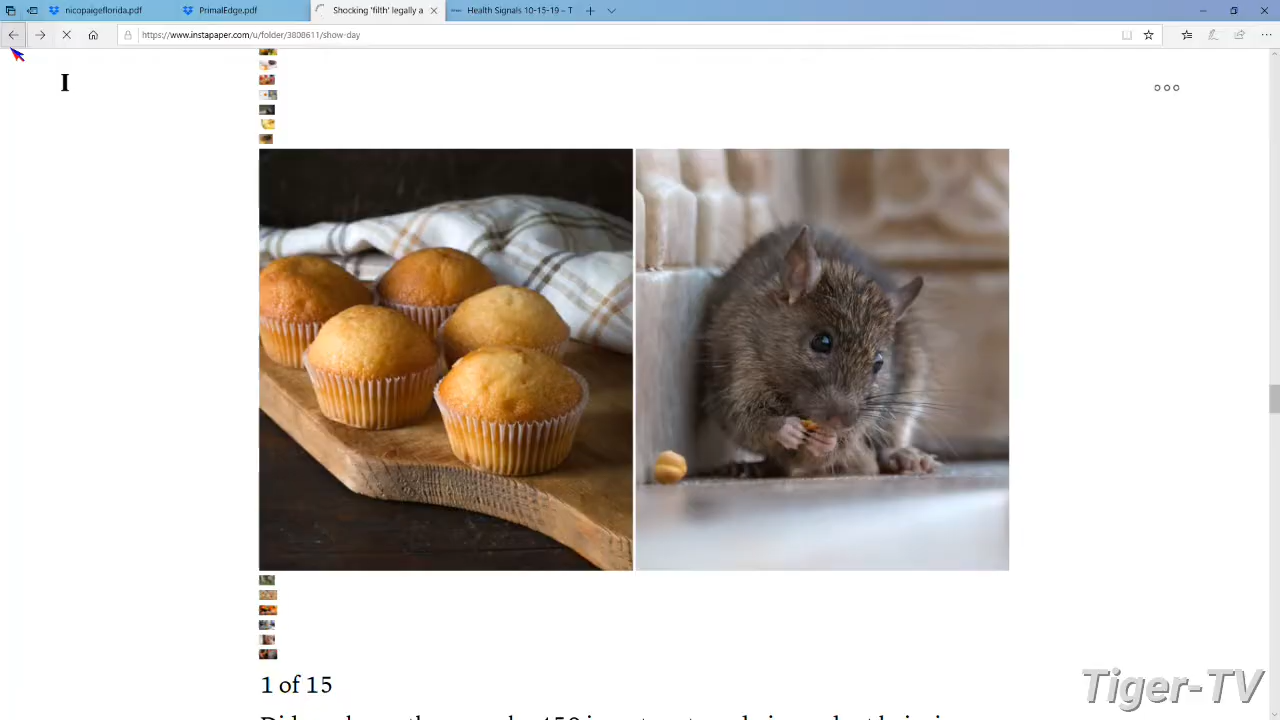 nicopaigeflorida.pdf
PrimalEdge.pdf
Shocking 'filth' legally a
Health Signals 10-15-19 – T
https://www.instapaper.com/u/folder/3808611/show-day
I
1 of 15
Tiger-TV